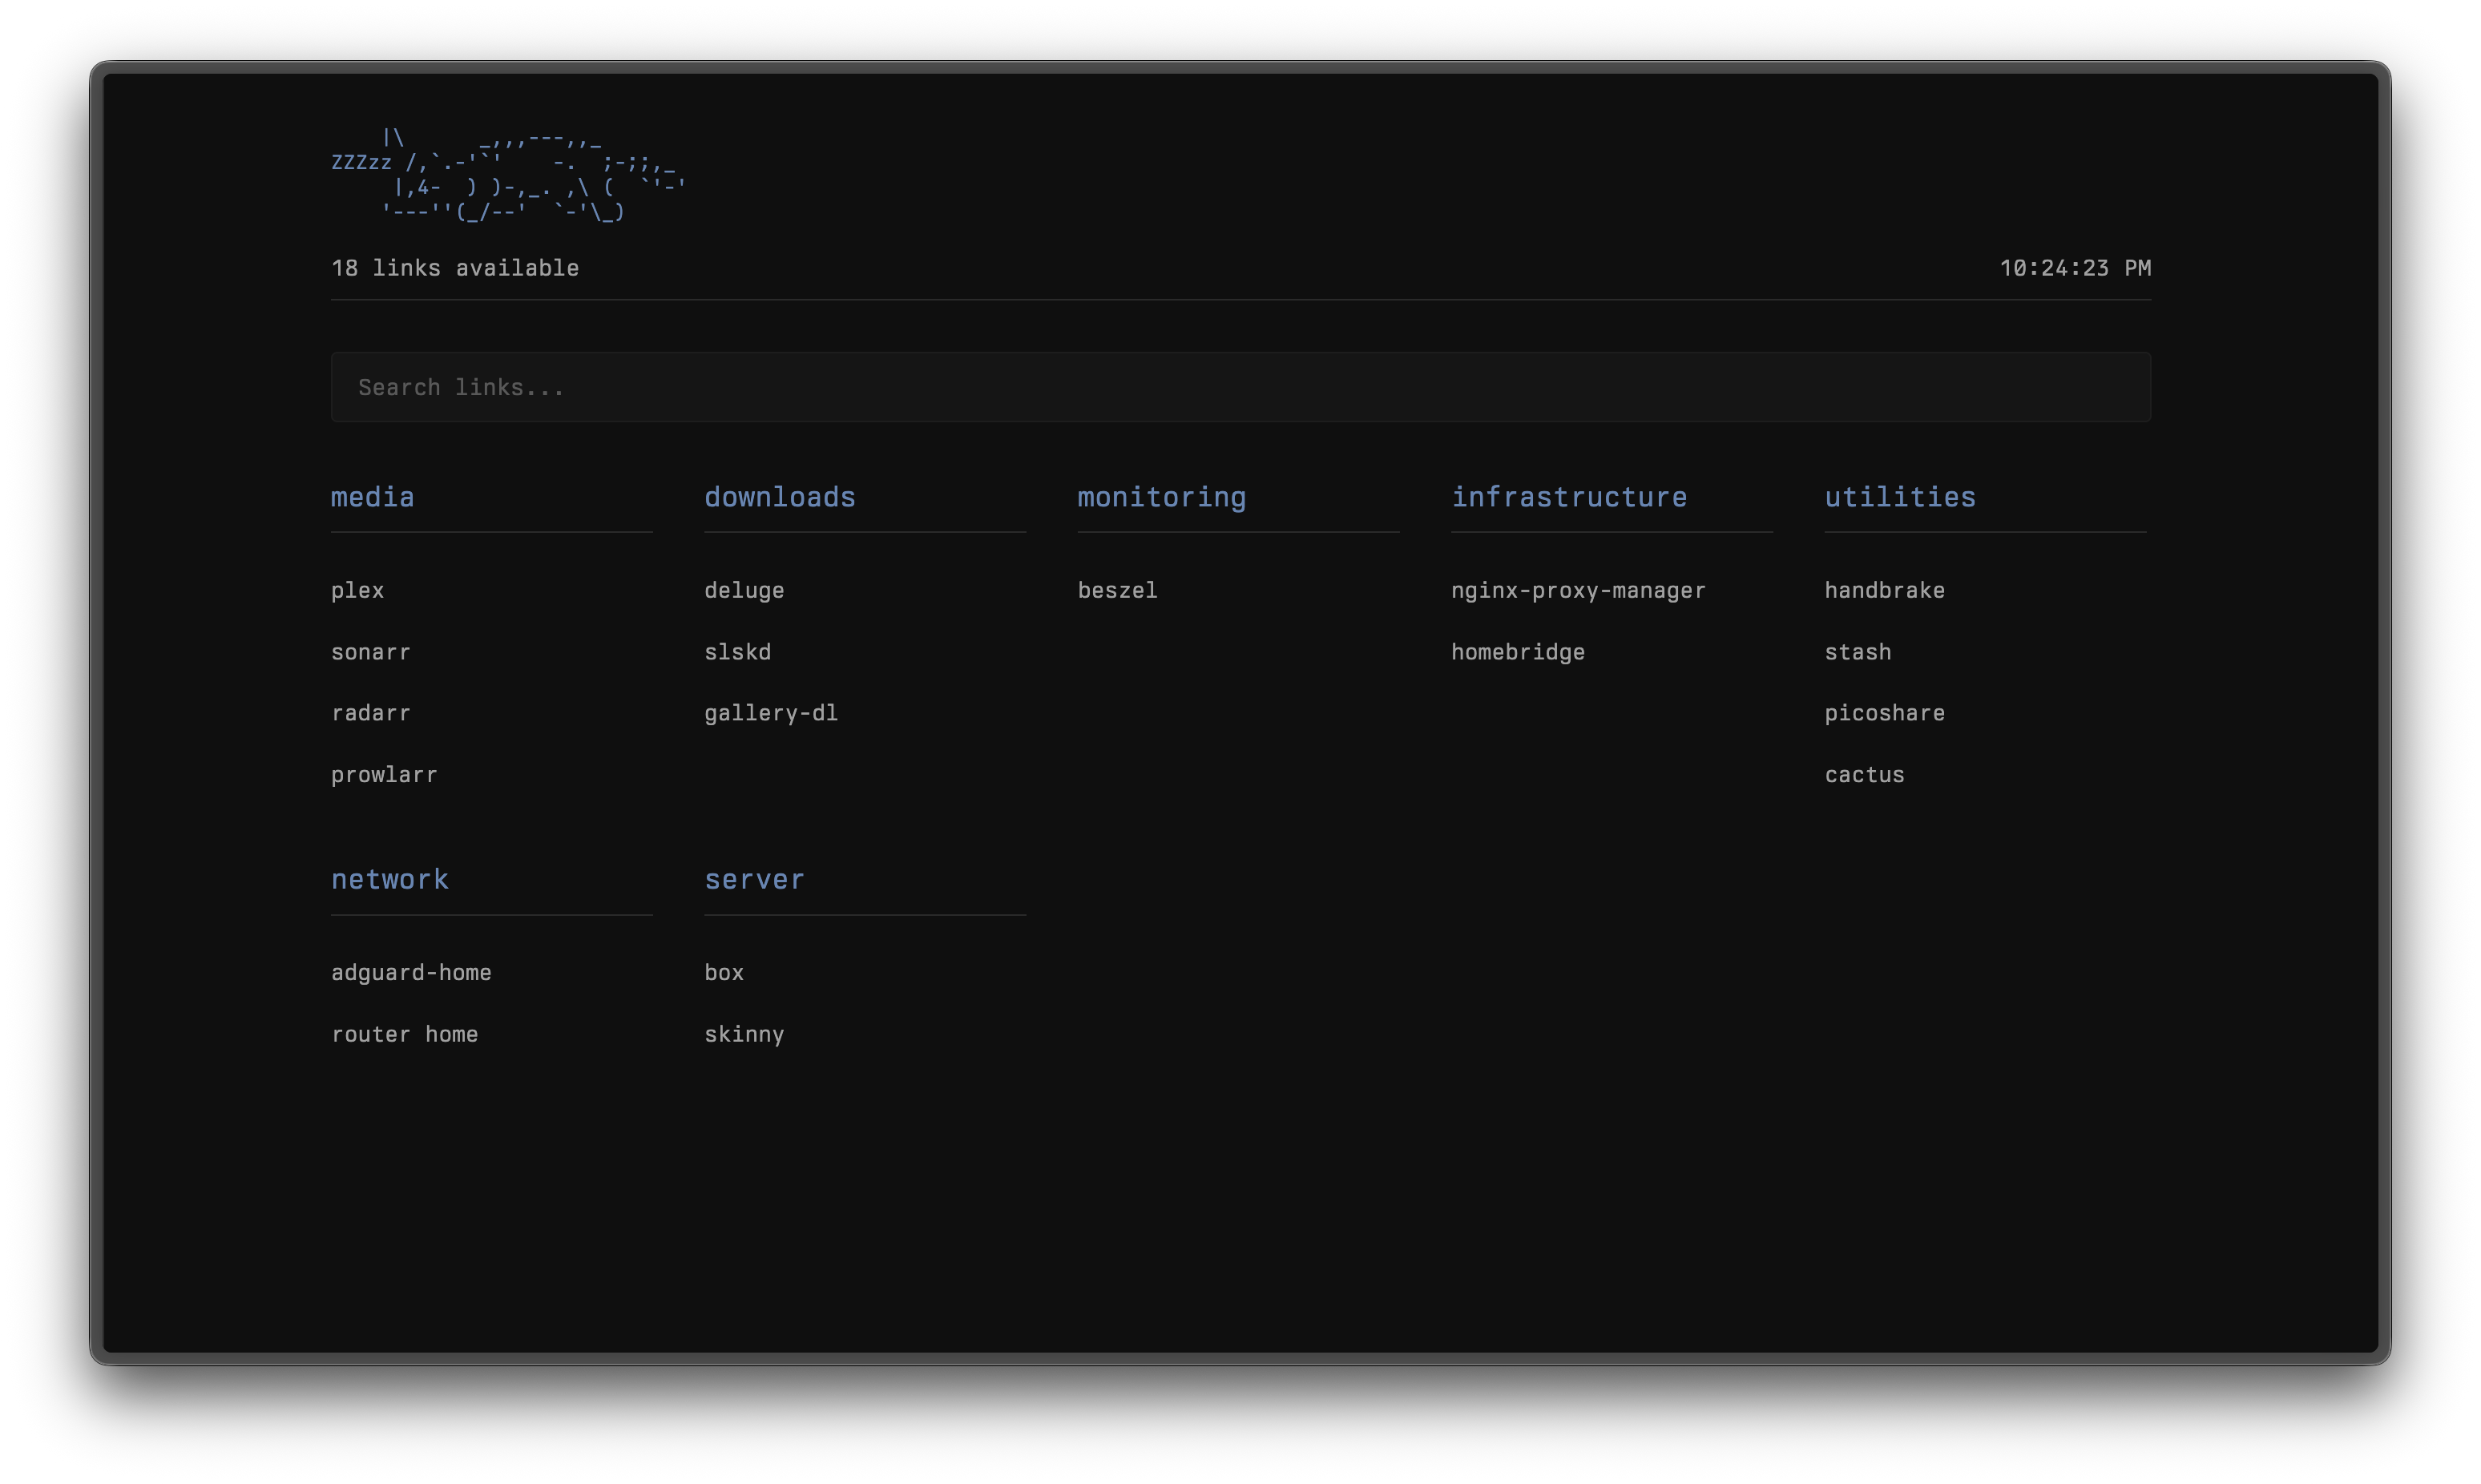 |\      _,,,---,,_
ZZZzz /,`.-'`'    -.  ;-;;,_
     |,4-  ) )-,_. ,\ (  `'-'
    '---''(_/--'  `-'\_)
18 links available
10:24:23 PM
Search links...
media
plex
sonarr
radarr
prowlarr
downloads
deluge
slskd
gallery-dl
monitoring
beszel
infrastructure
nginx-proxy-manager
homebridge
utilities
handbrake
stash
picoshare
cactus
network
adguard-home
router home
server
box
skinny